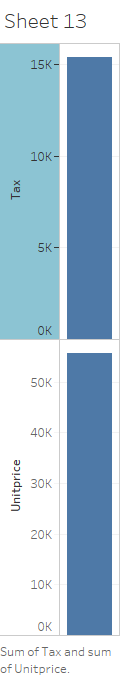 Sheet 13
15K
10K
Tax
5K
0K
50K
40K
Unitprice
30K
20K
10K
0K
Sum of Tax and sum
of Unitprice.